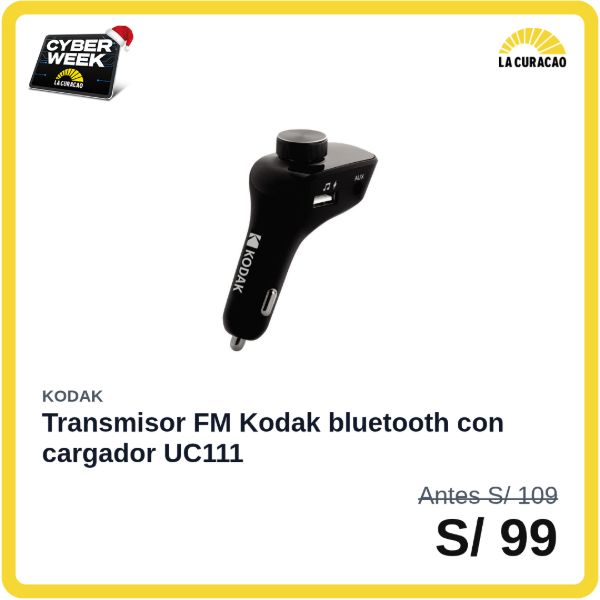 CYBER
WEEK
LA CURACAO
LA CURACAO
AUX
KODAK
KODAK
Transmisor FM Kodak bluetooth con
cargador UC111
Antes S/ 109
S/ 99